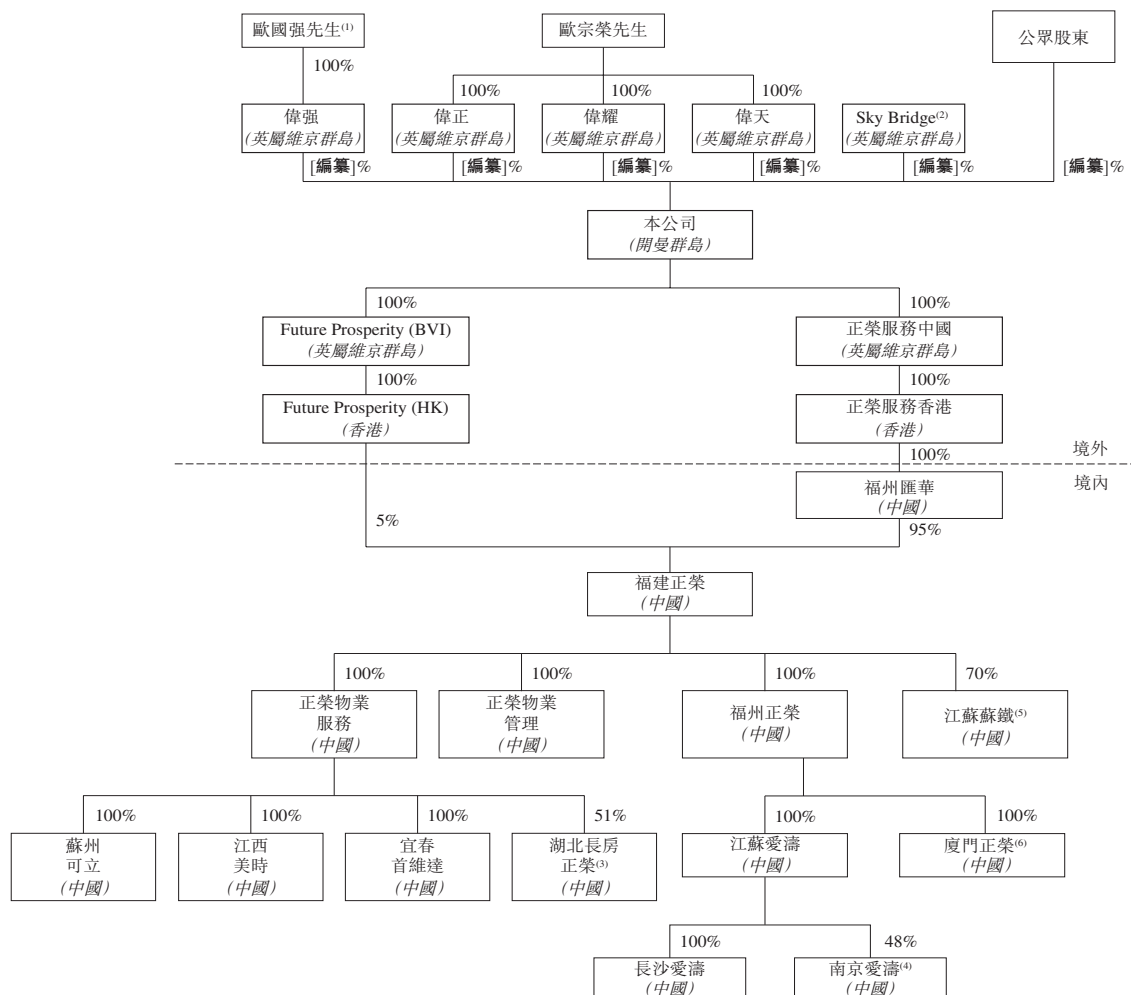 歐國强先生(1)
歐宗榮先生
公眾股東
100%
100%
100%
100%
偉强
(英屬維京群島)
偉正
(英屬維京群島)
偉耀
(英屬維京群島)
偉天
(英屬維京群島)
Sky Bridge(2)
(英屬維京群島)
[編纂]%
[編纂]%
[編纂]%
[編纂]%
[編纂]%
[編纂]%
本公司
(開曼群島)
100%
100%
Future Prosperity (BVI)
(英屬維京群島)
正榮服務中國
(英屬維京群島)
100%
100%
Future Prosperity (HK)
(香港)
正榮服務香港
(香港)
100%
境外
境內
福州匯華
(中國)
5%
95%
福建正榮
(中國)
100%
100%
100%
70%
正榮物業
服務
(中國)
正榮物業
管理
(中國)
福州正榮
(中國)
江蘇蘇鐵(5)
(中國)
100%
100%
100%
51%
100%
100%
蘇州
可立
(中國)
江西
美時
(中國)
宜春
首維達
(中國)
湖北長房
正榮(3)
(中國)
江蘇愛濤
(中國)
廈門正榮(6)
(中國)
100%
48%
長沙愛濤
(中國)
南京愛濤(4)
(中國)